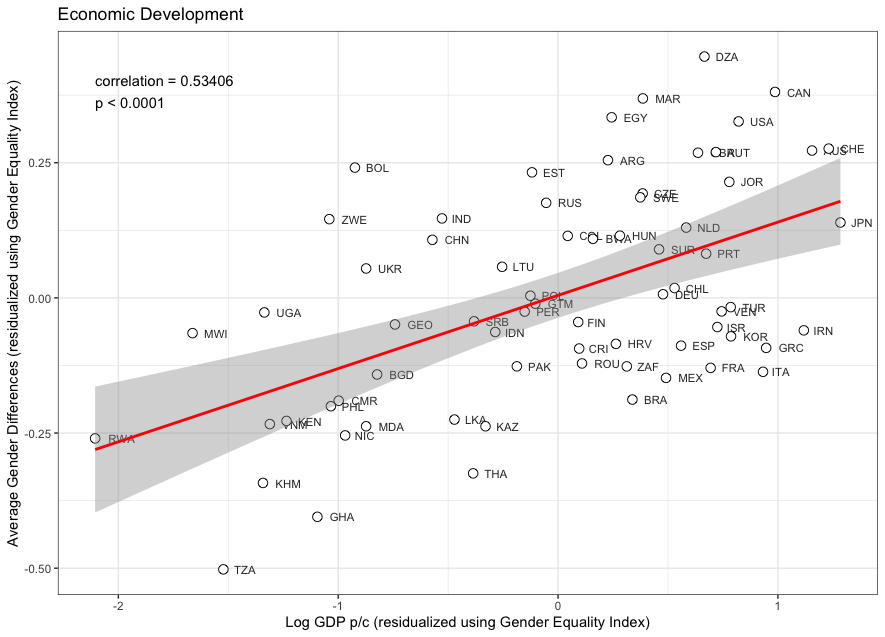 Economic Development
correlation = 0.53406
p < 0.0001
DZA
CAN
MAR
USA
EGY
CHE
ARG
BOL
EST
JOR
CZE
SWE
RUS
ZWE
IND
JPN
NLD
CHN
HUN
SUR
PRT
UKR
LTU
CHL
DEU
POL
GTM
TUR
VEN
UGA
PER
MWI
GEO
SRB
IDN
FIN
ISR
KOR
IRN
CRI
HRV
ESP
GRC
PAK
ROU
ZAF
FRA
ITA
BGD
MEX
CMR
PHL
BRA
KEN
VNM
MDA
LKA
KAZ
RWA
NIC
THA
KHM
GHA
TZA
0.25
0.00
-0.25
-0.50
-2
-1
0
1
Average Gender Differences (residualized using Gender Equality Index)
Log GDP p/c (residualized using Gender Equality Index)